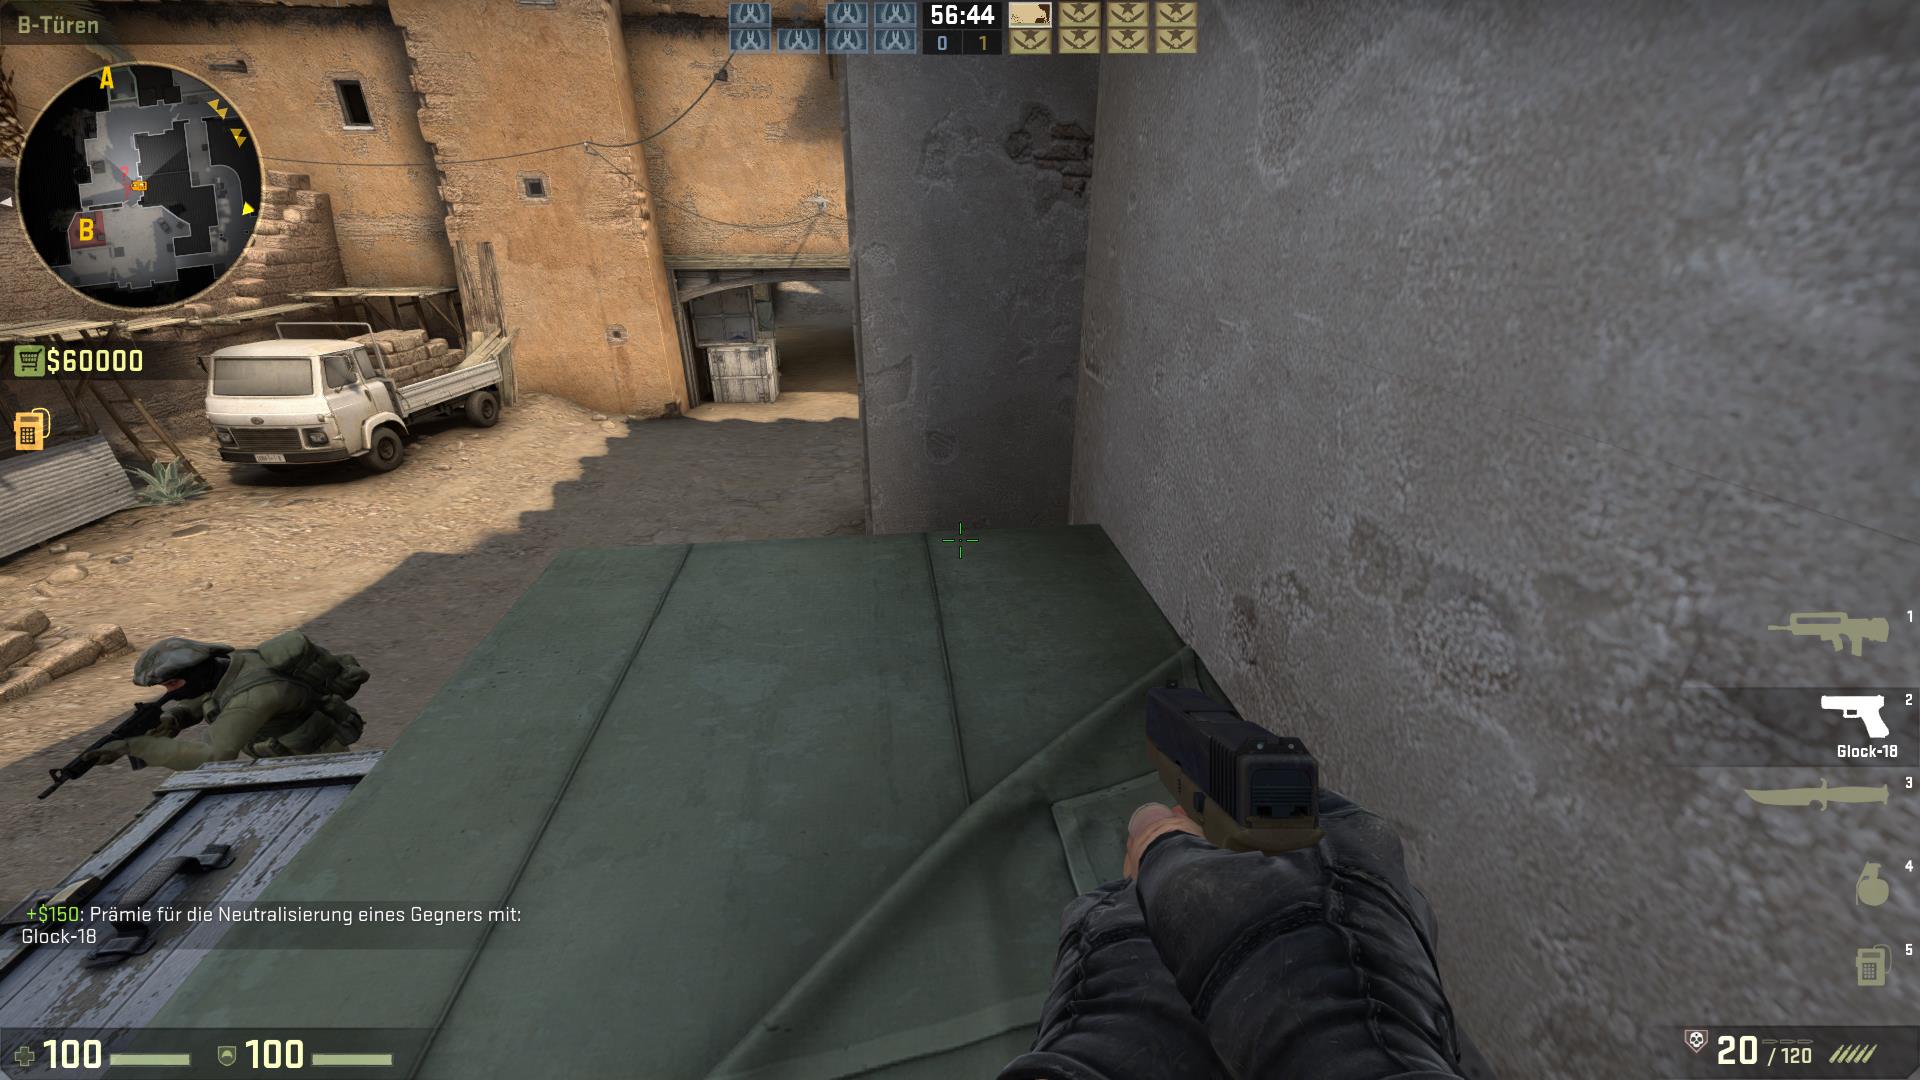 B-Türen
56:44
0 1
A
B
$60000
1
2
Glock-18
3
4
5
+$150: Prämie für die Neutralisierung eines Gegners mit:
Glock-18
100 100
20 / 120